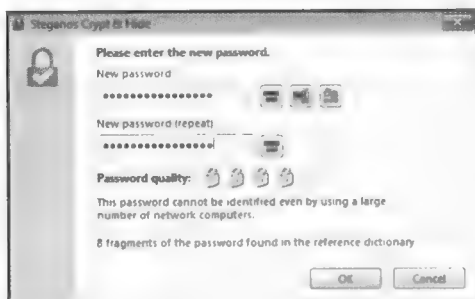 Steganos Crypt & Hide
Please enter the new password.
New password
••••••••••••••••
New password (repeat)
••••••••••••••••
Password quality:
This password cannot be identified even by using a large
number of network computers.
8 fragments of the password found in the reference dictionary
OK
Cancel